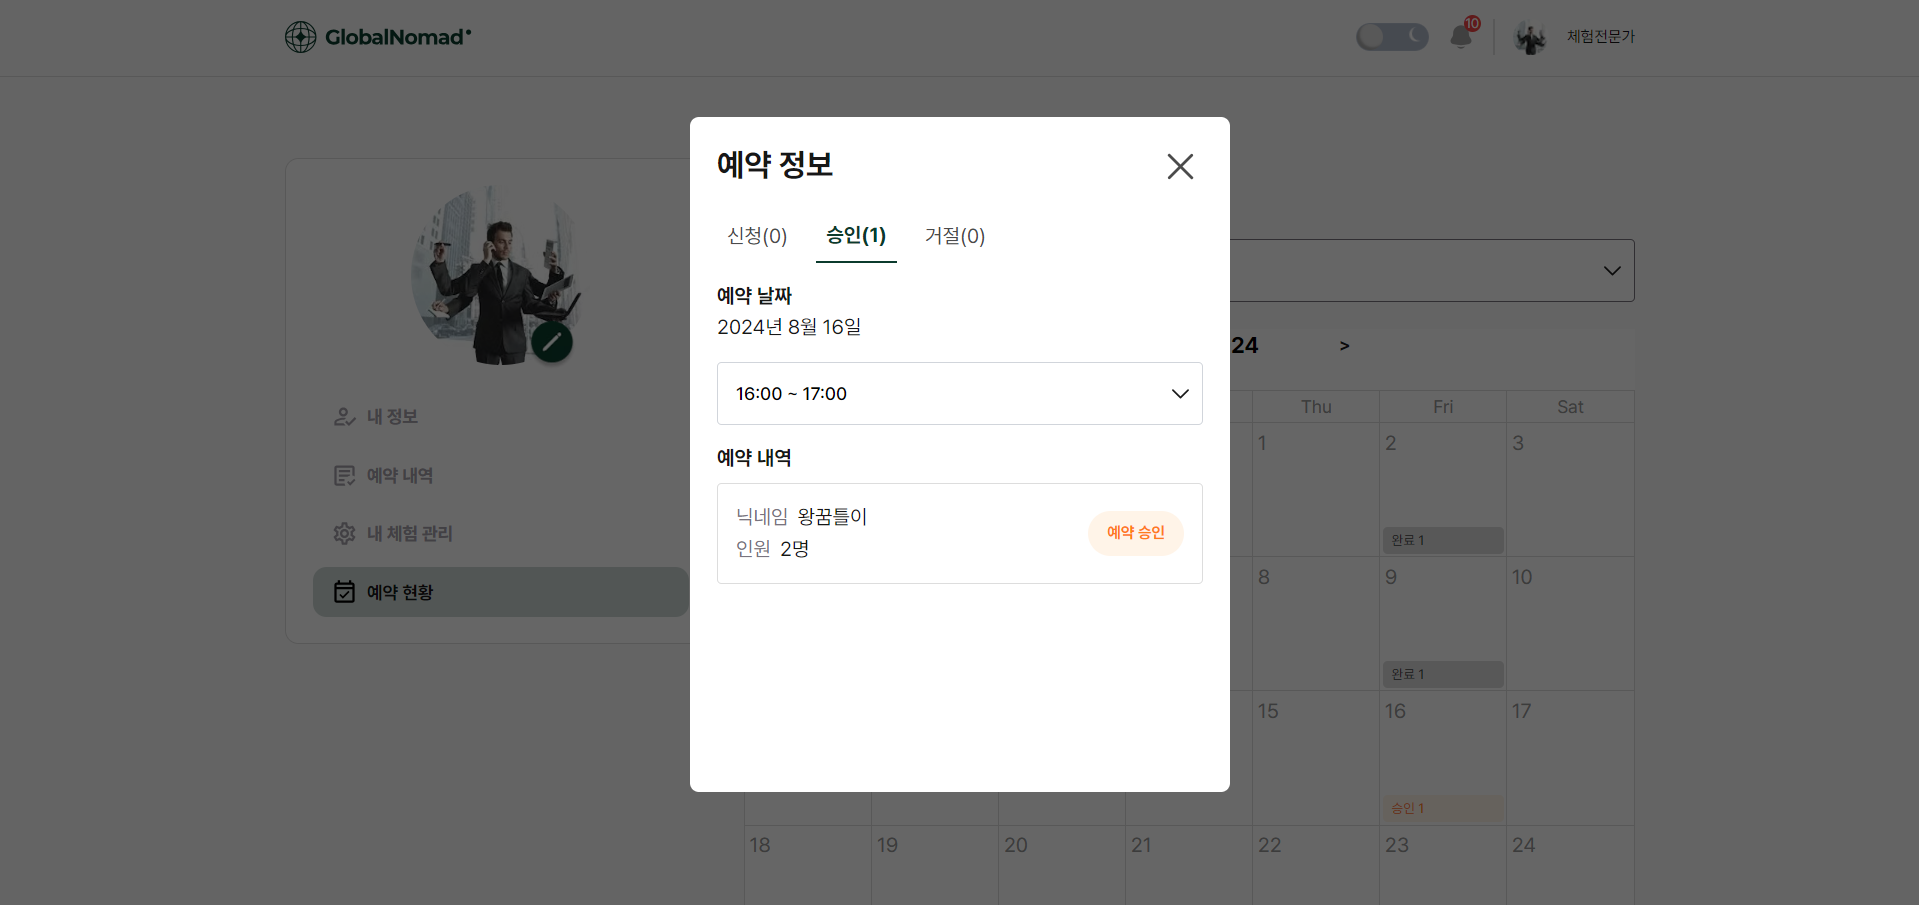 GlobalNomad
10
체험전문가
내 정보
예약 내역
내 체험 관리
예약 현황
예약 정보
신청(0) 승인(1) 거절(0)
예약 날짜
2024년 8월 16일
16:00 ~ 17:00
예약 내역
닉네임 왕꿈틀이
인원 2명
예약 승인
24 >
Thu Fri Sat
1 2 3
완료 1
8 9 10
완료 1
15 16 17
승인 1
18 19 20 21 22 23 24